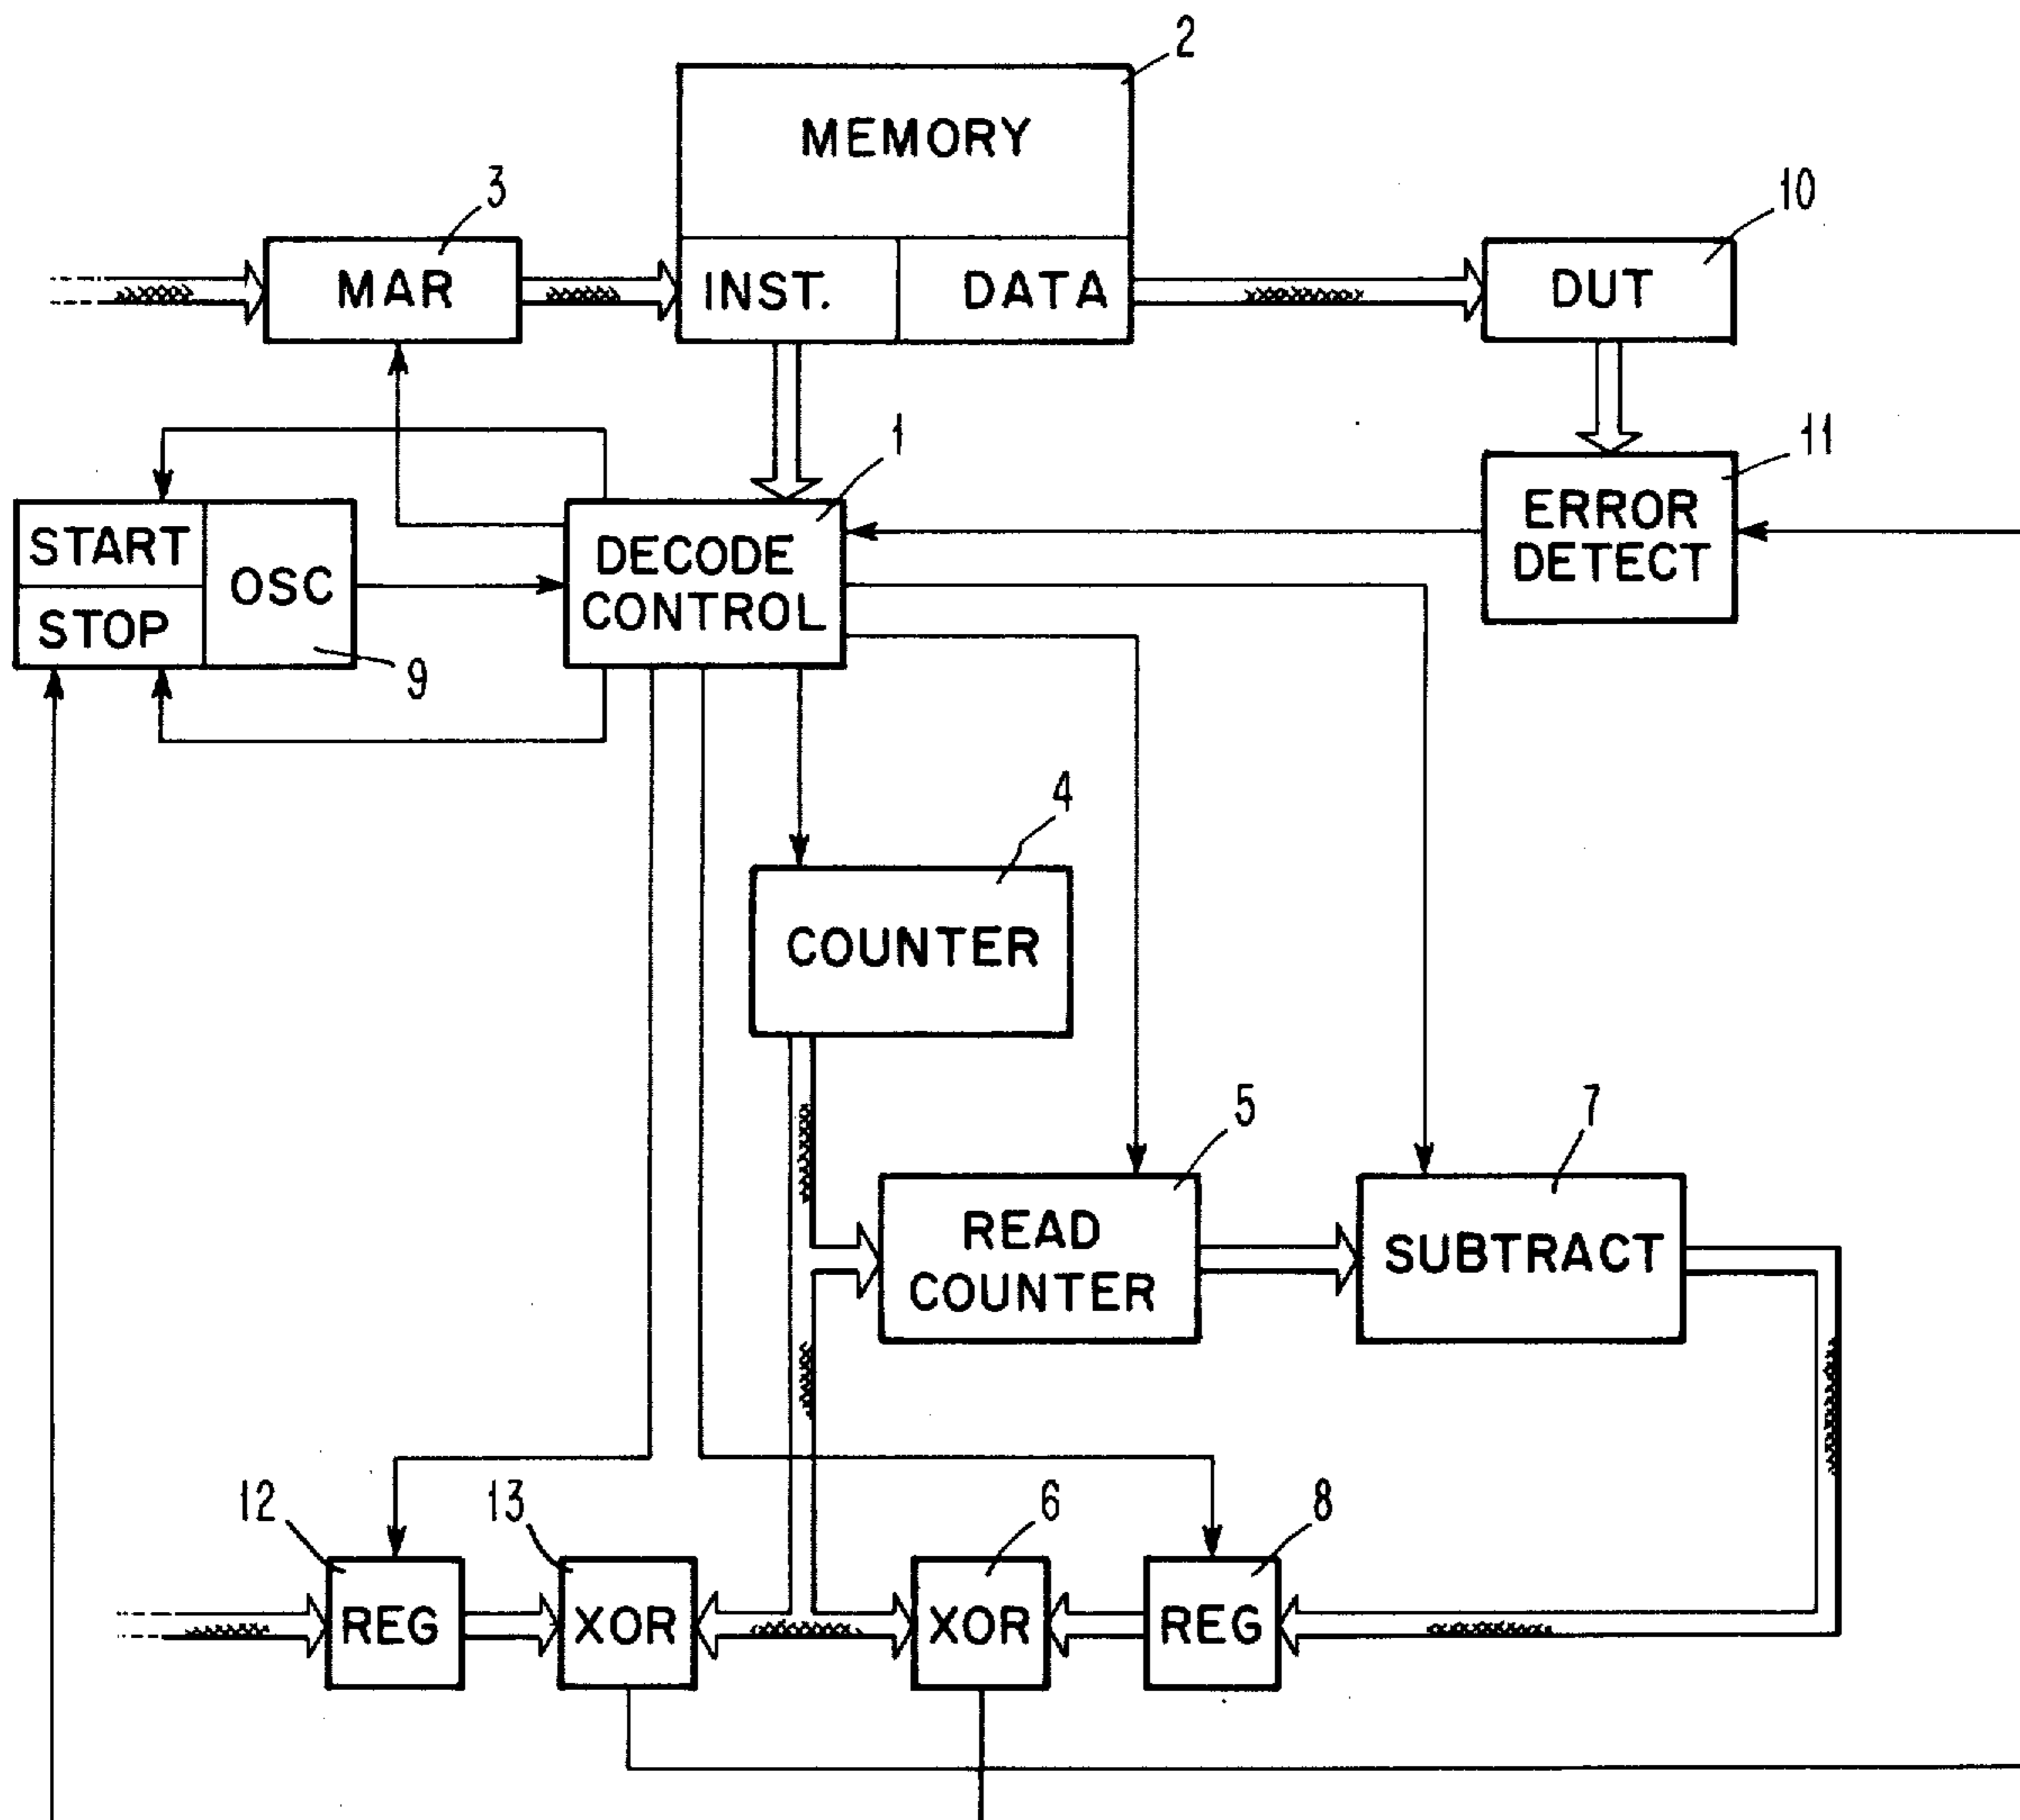 2
MEMORY
3
10
MAR
INST.
DATA
DUT
1
11
START
STOP
OSC
9
DECODE
CONTROL
ERROR
DETECT
4
COUNTER
5
7
READ
COUNTER
SUBTRACT
12
13
6
8
REG
XOR
XOR
REG